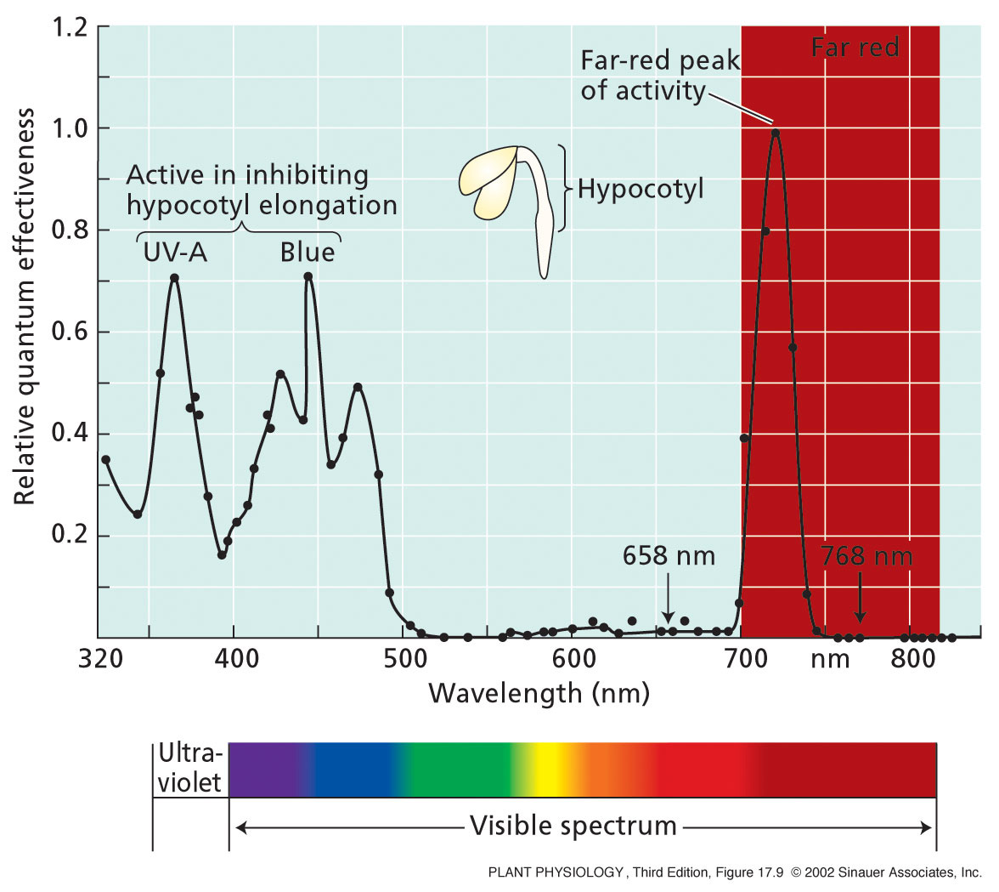 1.2
1.0
0.8
0.6
0.4
0.2
Relative quantum effectiveness
Far red
Far-red peak
of activity
Active in inhibiting
hypocotyl elongation
UV-A
Blue
Hypocotyl
658 nm
768 nm
320
400
500
600
700
nm
800
Wavelength (nm)
Ultra-
violet
Visible spectrum
PLANT PHYSIOLOGY, Third Edition, Figure 17.9 © 2002 Sinauer Associates, Inc.